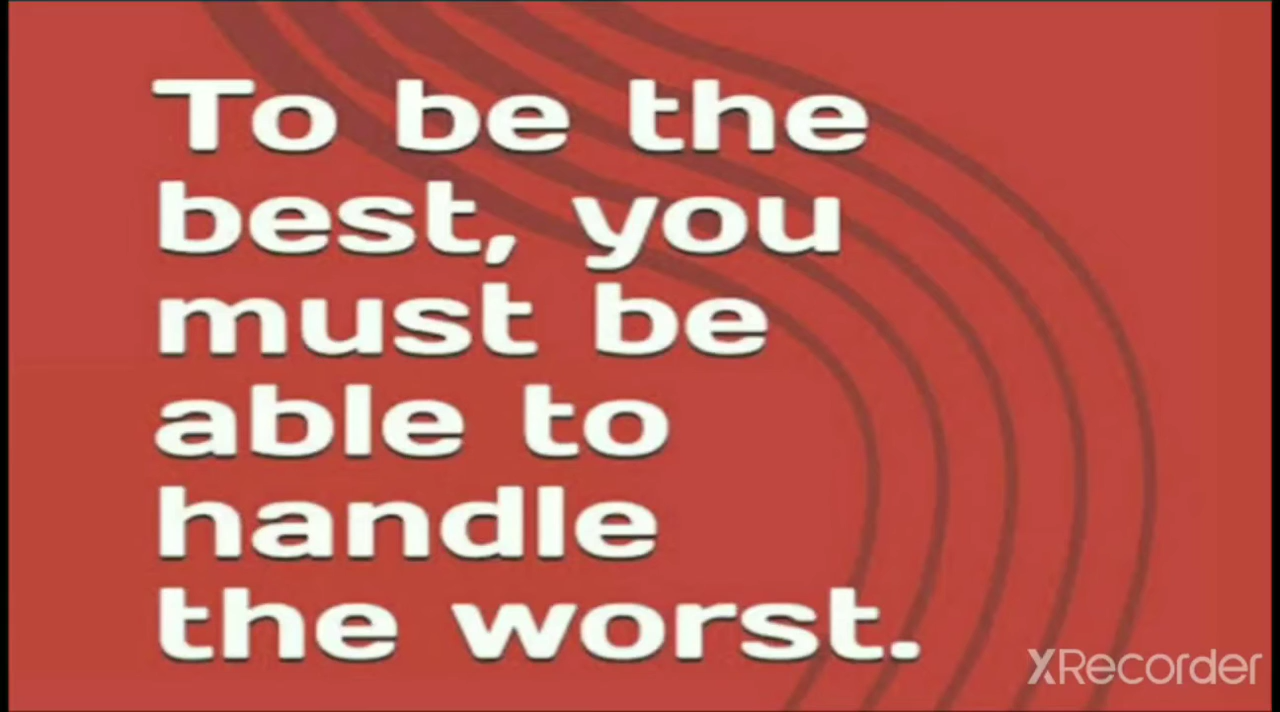 To be the
best, you
must be
able to
handle
the worst.
XRecorder